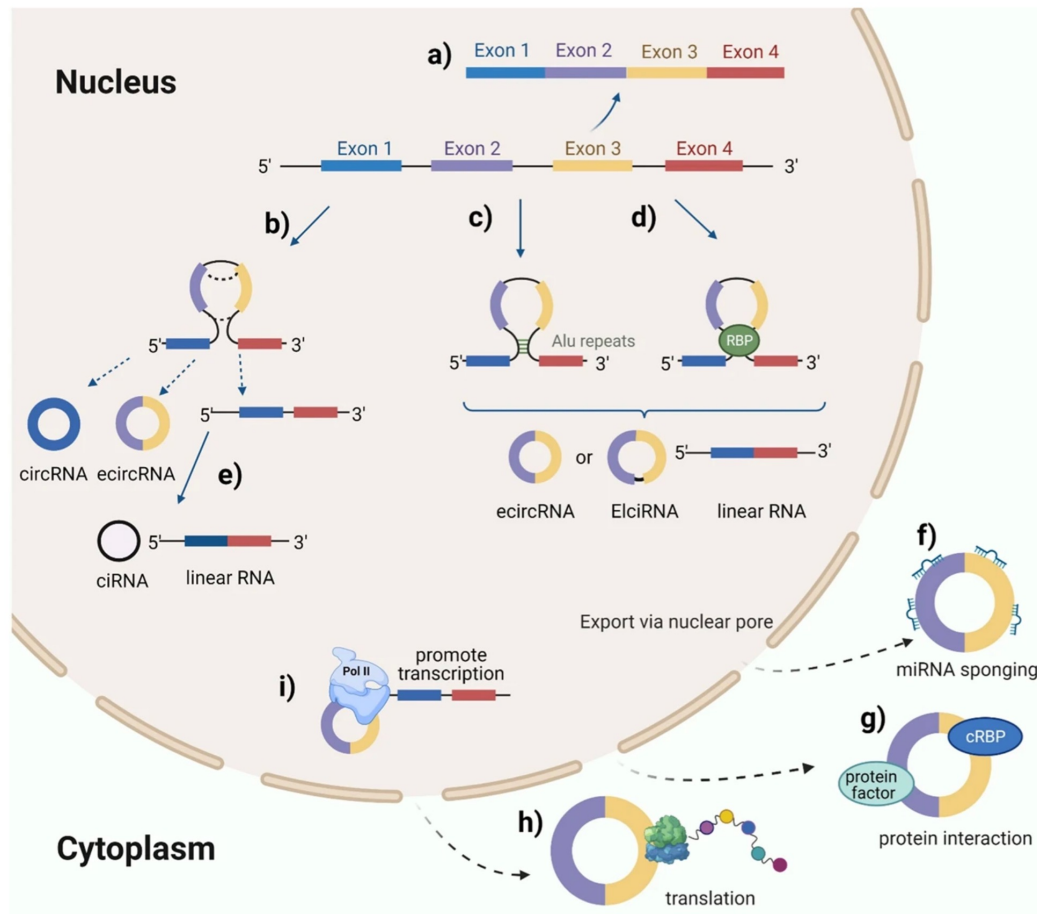 Nucleus
a)
Exon 1 Exon 2 Exon 3 Exon 4
5' Exon 1 Exon 2 Exon 3 Exon 4 3'
b)
c)
d)
5' 3'
Alu repeats
5' 3'
RBP
5' 3'
5' 3'
circRNA ecircRNA
e)
5' 3'
ciRNA linear RNA
or
5' 3'
ecircRNA ElciRNA linear RNA
f)
miRNA sponging
Export via nuclear pore
i)
Pol II
promote
transcription
g)
cRBP
protein
factor
protein interaction
h)
translation
Cytoplasm